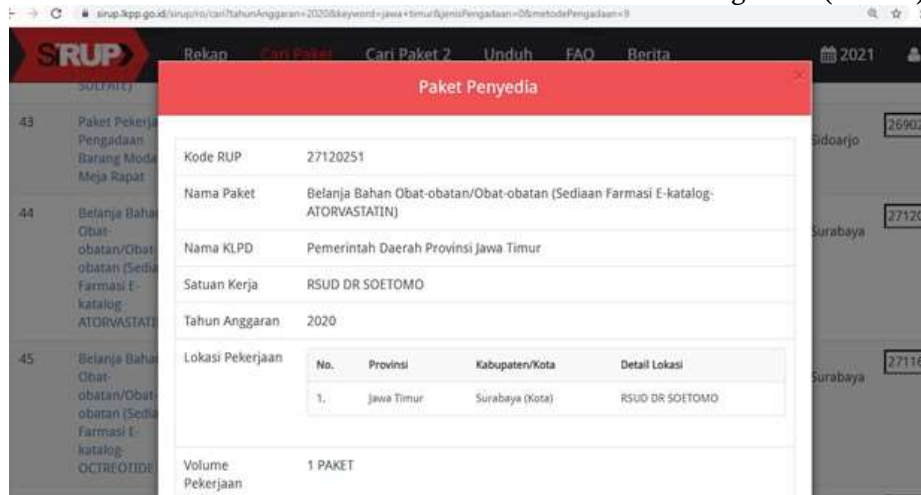 sirup.lkpp.go.id/sirup/ro/cari?tahunAnggaran=2020&keyword=jawa+timur&jenisPengadaan=0&metodePengadaan=9
SIRUP
Rekap Cari Paket Cari Paket 2 Unduh FAQ Berita 2021
SULFATE)
Paket Penyedia
43 Paket Pekerja
Pengadaan
Barang Moda
Meja Rapat
Sidoarjo
26902
44 Belanja Baha
Obat-
obatan/Obat-
obatan (Sedia
Farmasi E-
katalog-
ATORVASTATI
Surabaya
2712
45 Belanja Baha
Obat-
obatan/Obat-
obatan (Sedia
Farmasi E-
katalog-
OCTREOTIDE
Surabaya
27116
Kode RUP 27120251
Nama Paket Belanja Bahan Obat-obatan/Obat-obatan (Sediaan Farmasi E-katalog-
ATORVASTATIN)
Nama KLPD Pemerintah Daerah Provinsi Jawa Timur
Satuan Kerja RSUD DR SOETOMO
Tahun Anggaran 2020
Lokasi Pekerjaan
No. Provinsi Kabupaten/Kota Detail Lokasi
1. Jawa Timur Surabaya (Kota) RSUD DR SOETOMO
Volume 1 PAKET
Pekerjaan